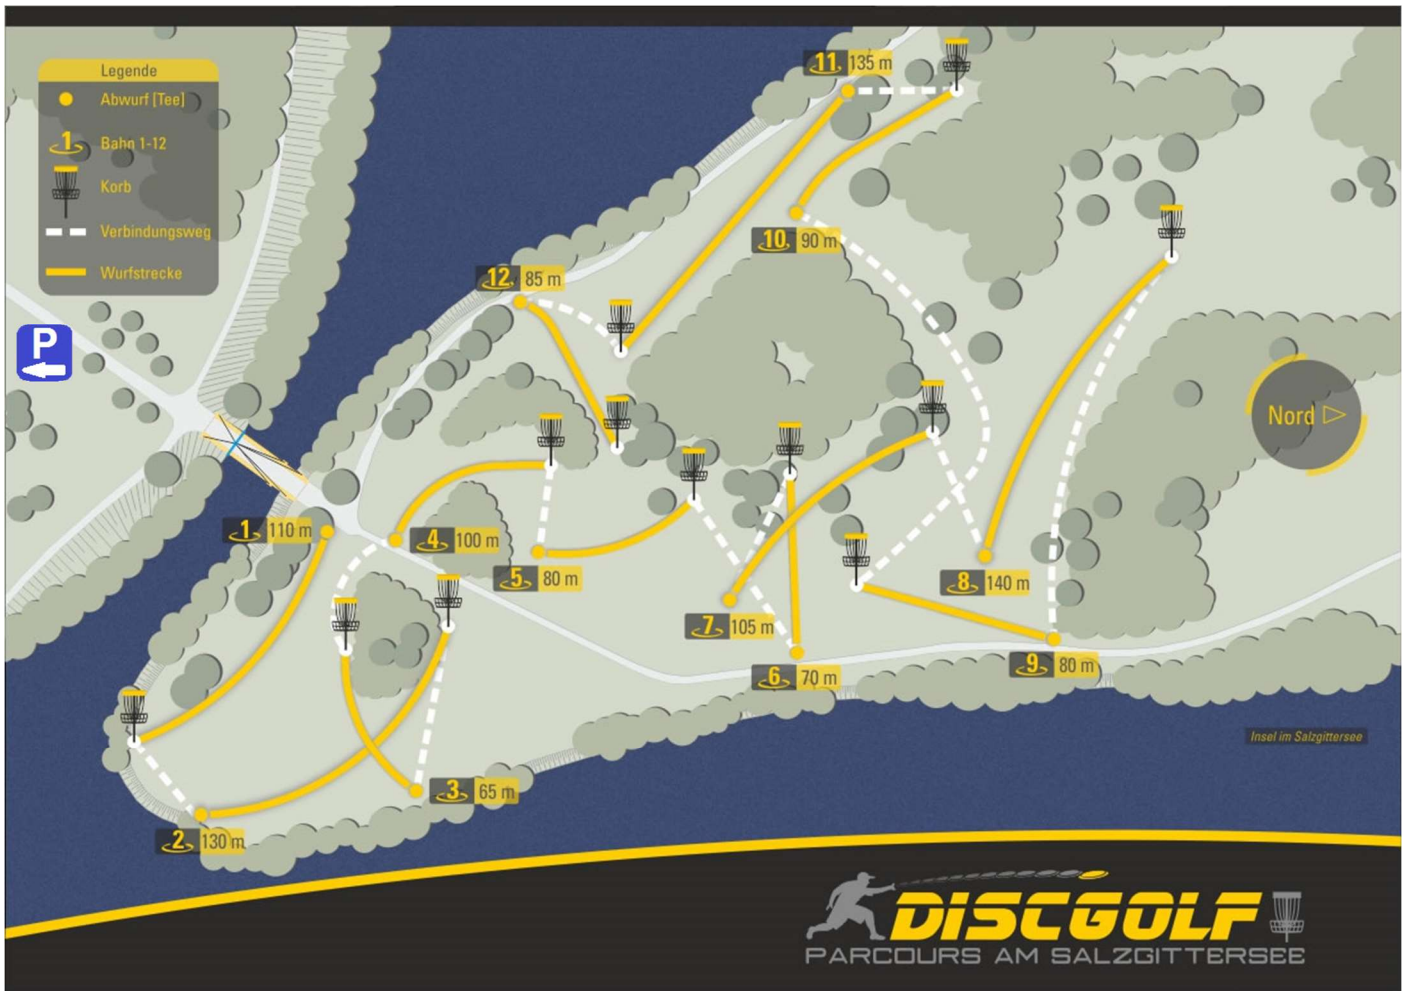 Legende
Abwurf [Tee]
1 Bahn 1-12
Korb
Verbindungsweg
Wurfstrecke
P
11 135 m
10 90 m
12 85 m
Nord
1 110 m
4 100 m
5 80 m
8 140 m
7 105 m
6 70 m
9 80 m
3 65 m
2 130 m
Insel im Salzgittersee
DISCGOLF
PARCOURS AM SALZGITTERSEE